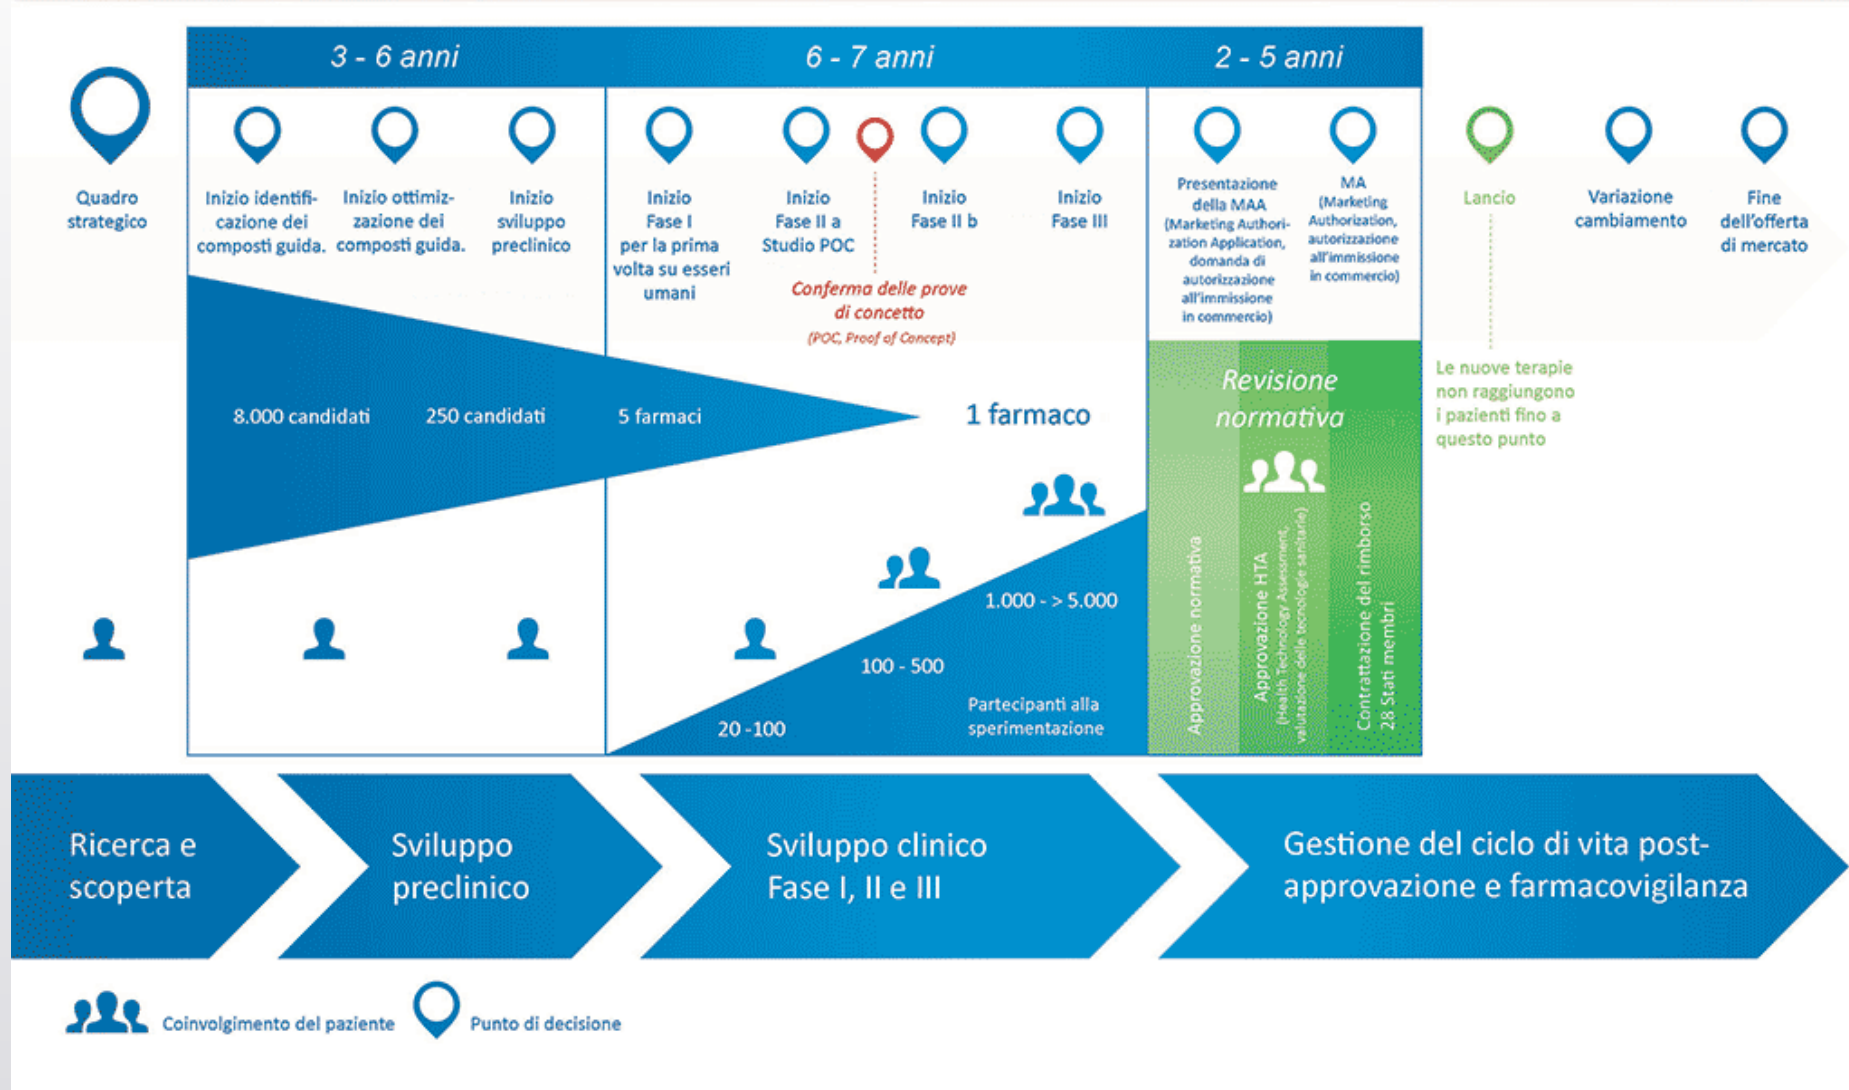 3 - 6 anni
6 - 7 anni
2 - 5 anni
Quadro
strategico
Inizio identifi-
cazione dei
composti guida.
Inizio ottimiz-
zazione dei
composti guida.
Inizio
sviluppo
preclinico
Inizio
Fase I
per la prima
volta su esseri
umani
Inizio
Fase II a
Studio POC
Conferma delle prove
di concetto
(POC, Proof of Concept)
Inizio
Fase II b
Inizio
Fase III
Presentazione
della MAA
(Marketing Authori-
zation Application,
domanda di
autorizzazione
all'immissione
in commercio)
MA
(Marketing
Authorization,
autorizzazione
all'immissione
in commercio)
Lancio
Variazione
cambiamento
Fine
dell'offerta
di mercato
Le nuove terapie
non raggiungono
i pazienti fino a
questo punto
8.000 candidati
250 candidati
5 farmaci
1 farmaco
Revisione
normativa
20 -100
100 - 500
1.000 - > 5.000
Partecipanti alla
sperimentazione
Approvazione normativa
Approvazione HTA
(Health Technology Assessment,
valutazione delle tecnologie sanitarie)
Contrattazione del rimborso
28 Stati membri
Ricerca e
scoperta
Sviluppo
preclinico
Sviluppo clinico
Fase I, II e III
Gestione del ciclo di vita post-
approvazione e farmacovigilanza
Coinvolgimento del paziente
Punto di decisione